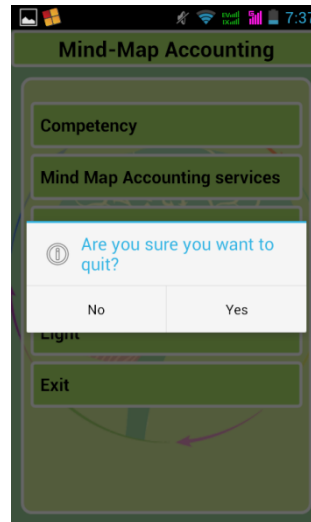 7:37
Mind-Map Accounting
Competency
Mind Map Accounting services
Are you sure you want to
quit?
No
Yes
Light
Exit